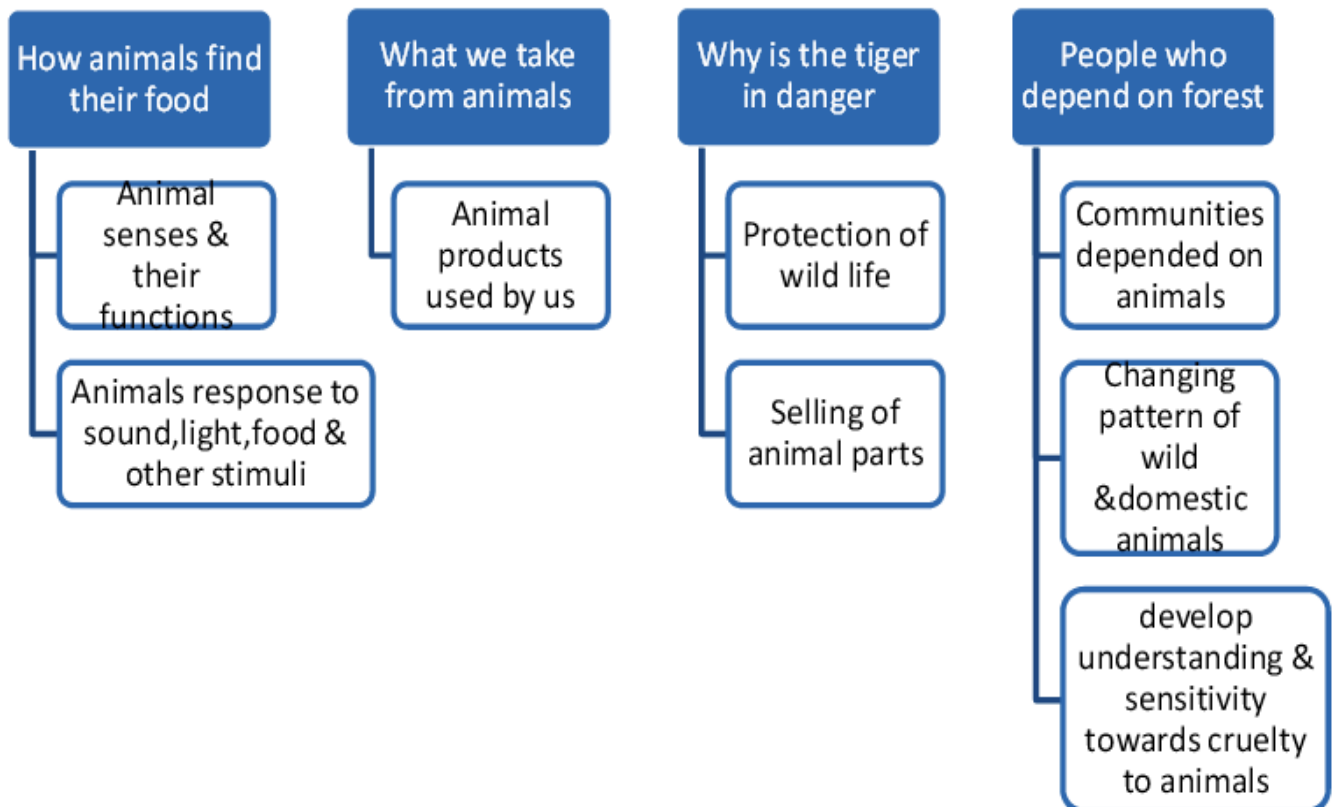 How animals find
their food
Animal
senses &
their
functions
Animals response to
sound,light,food &
other stimuli
What we take
from animals
Animal
products
used by us
Why is the tiger
in danger
Protection of
wild life
Selling of
animal parts
People who
depend on forest
Communities
depended on
animals
Changing
pattern of
wild
&domestic
animals
develop
understanding &
sensitivity
towards cruelty
to animals